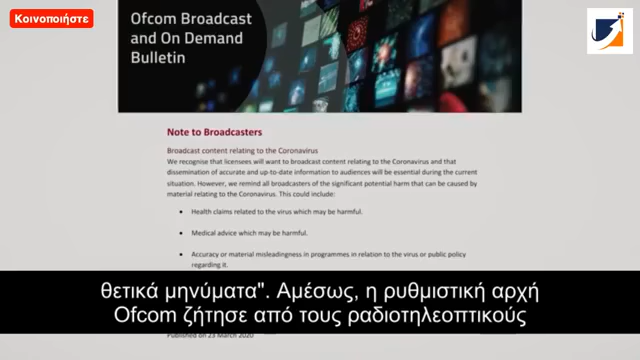 Κοινοποιήστε
Ofcom Broadcast
and On Demand
Bulletin
Note to Broadcasters
Broadcast content relating to the Coronavirus
We recognise that licensees will want to broadcast content relating to the Coronavirus and that
dissemination of accurate and up-to-date information to audiences will be essential during the current
situation. However, we remind all broadcasters of the significant potential harm that can be caused by
material relating to the Coronavirus. This could include:
• Health claims related to the virus which may be harmful.
• Medical advice which may be harmful.
• Accuracy or material misleadingness in programmes in relation to the virus or public policy
regarding it.
θετικά μηνύματα". Αμέσως, η ρυθμιστική αρχή
Ofcom ζήτησε από τους ραδιοτηλεοπτικούς
Published on 23 March 2020